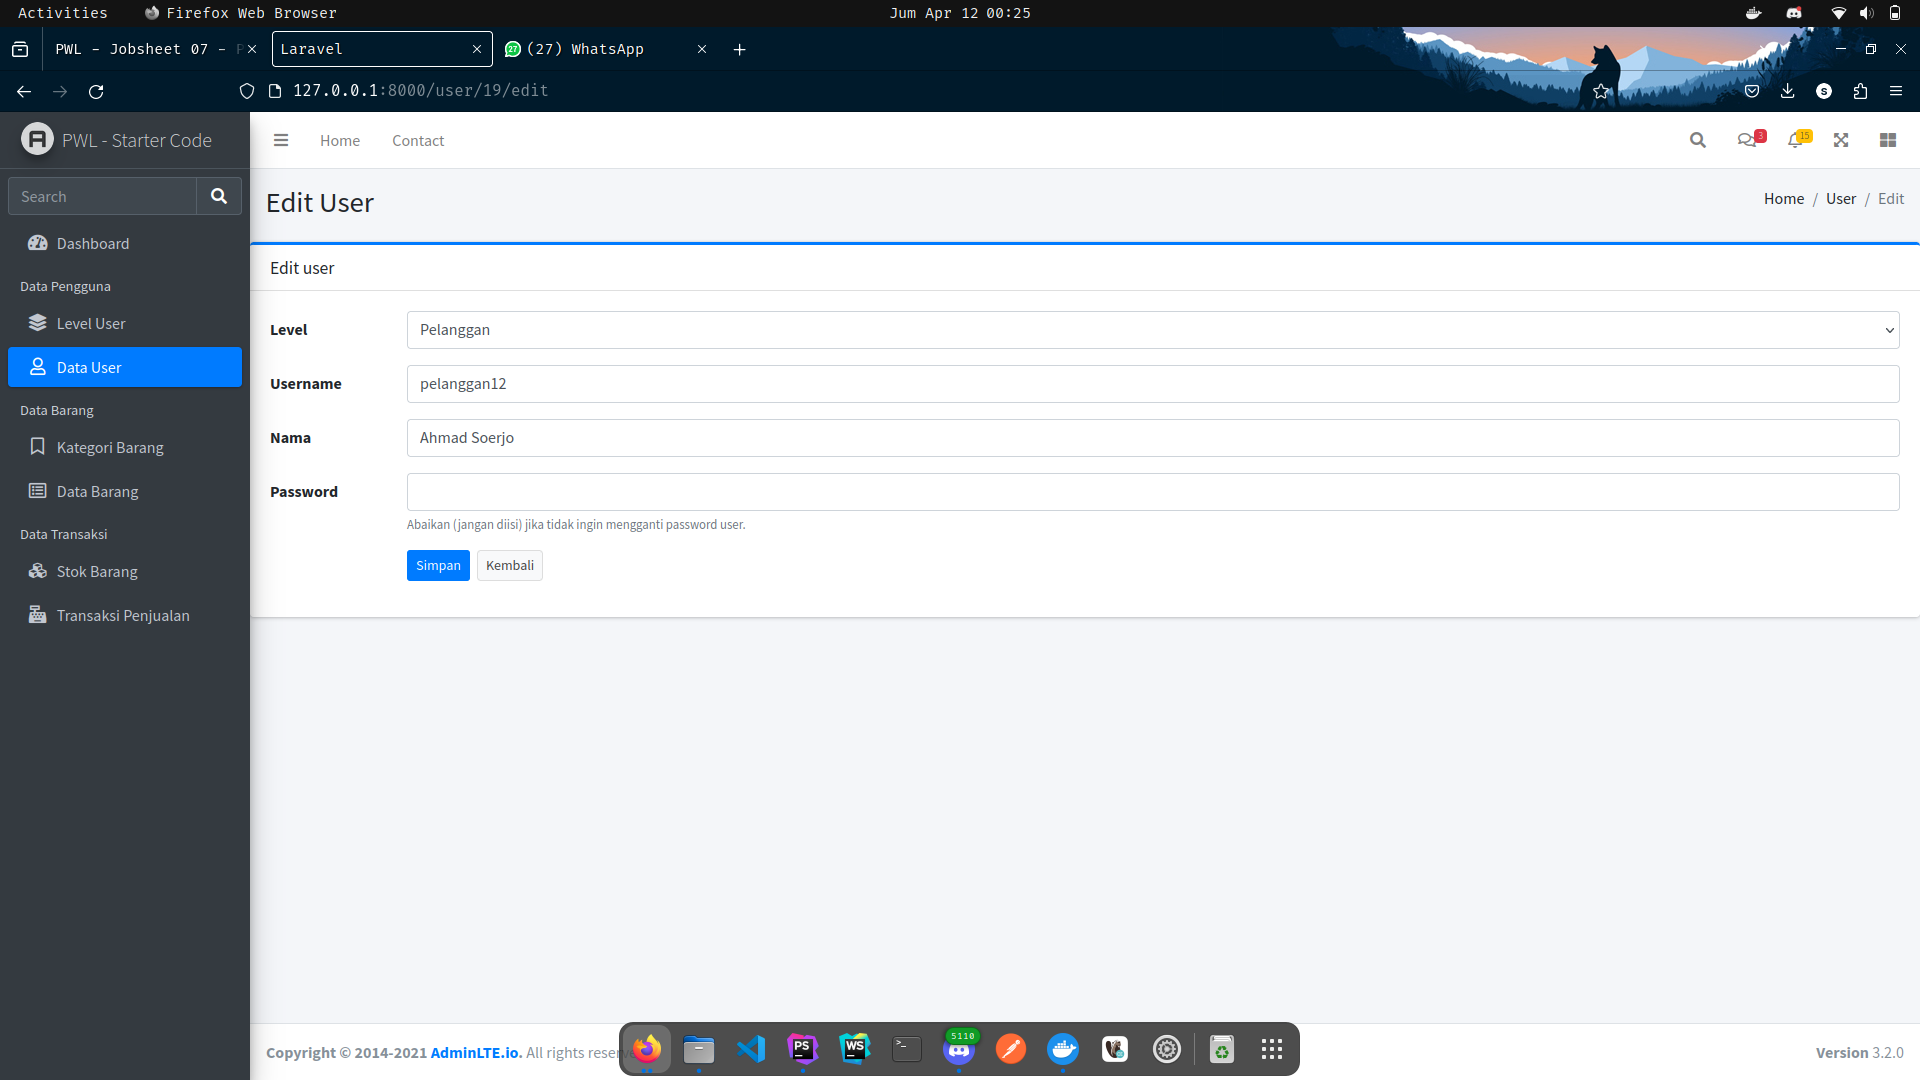 Activities
Firefox Web Browser
Jum Apr 12 00:25
PWL - Jobsheet 07 -
Laravel
27 (27) WhatsApp
127.0.0.1:8000/user/19/edit
S
PWL - Starter Code
Home
Contact
3
15
Search
Edit User
Home / User / Edit
Dashboard
Edit user
Data Pengguna
Level User
Level
Pelanggan
Data User
Username
pelanggan12
Data Barang
Nama
Ahmad Soerjo
Kategori Barang
Data Barang
Password
Abaikan (jangan diisi) jika tidak ingin mengganti password user.
Data Transaksi
Stok Barang
Simpan
Kembali
Transaksi Penjualan
5110
PS
WS
Copyright © 2014-2021 AdminLTE.io. All rights
Version 3.2.0